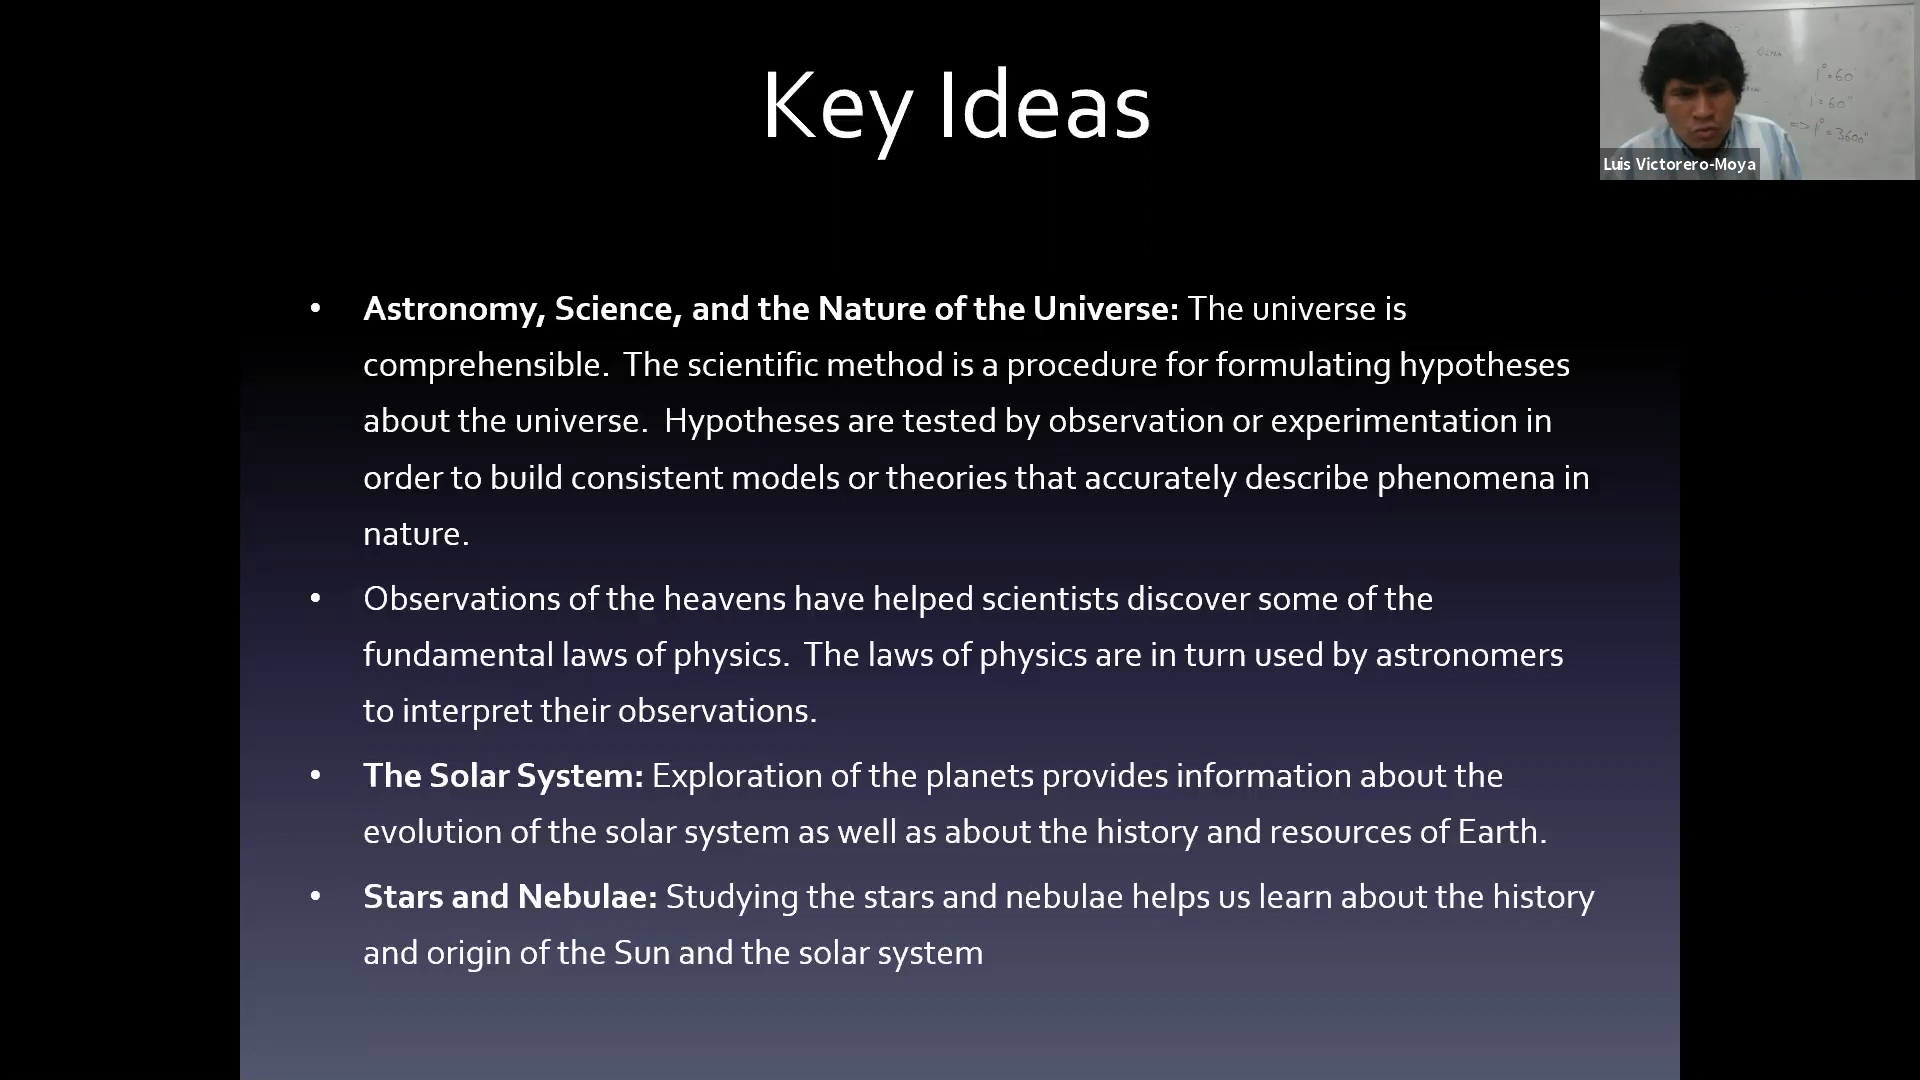 Key Ideas
• Astronomy, Science, and the Nature of the Universe: The universe is
comprehensible.  The scientific method is a procedure for formulating hypotheses
about the universe.  Hypotheses are tested by observation or experimentation in
order to build consistent models or theories that accurately describe phenomena in
nature.
• Observations of the heavens have helped scientists discover some of the
fundamental laws of physics.  The laws of physics are in turn used by astronomers
to interpret their observations.
• The Solar System: Exploration of the planets provides information about the
evolution of the solar system as well as about the history and resources of Earth.
• Stars and Nebulae: Studying the stars and nebulae helps us learn about the history
and origin of the Sun and the solar system
1° = 60'
1' = 60"
=> 1° = 3600"
Luis Victorero-Moya